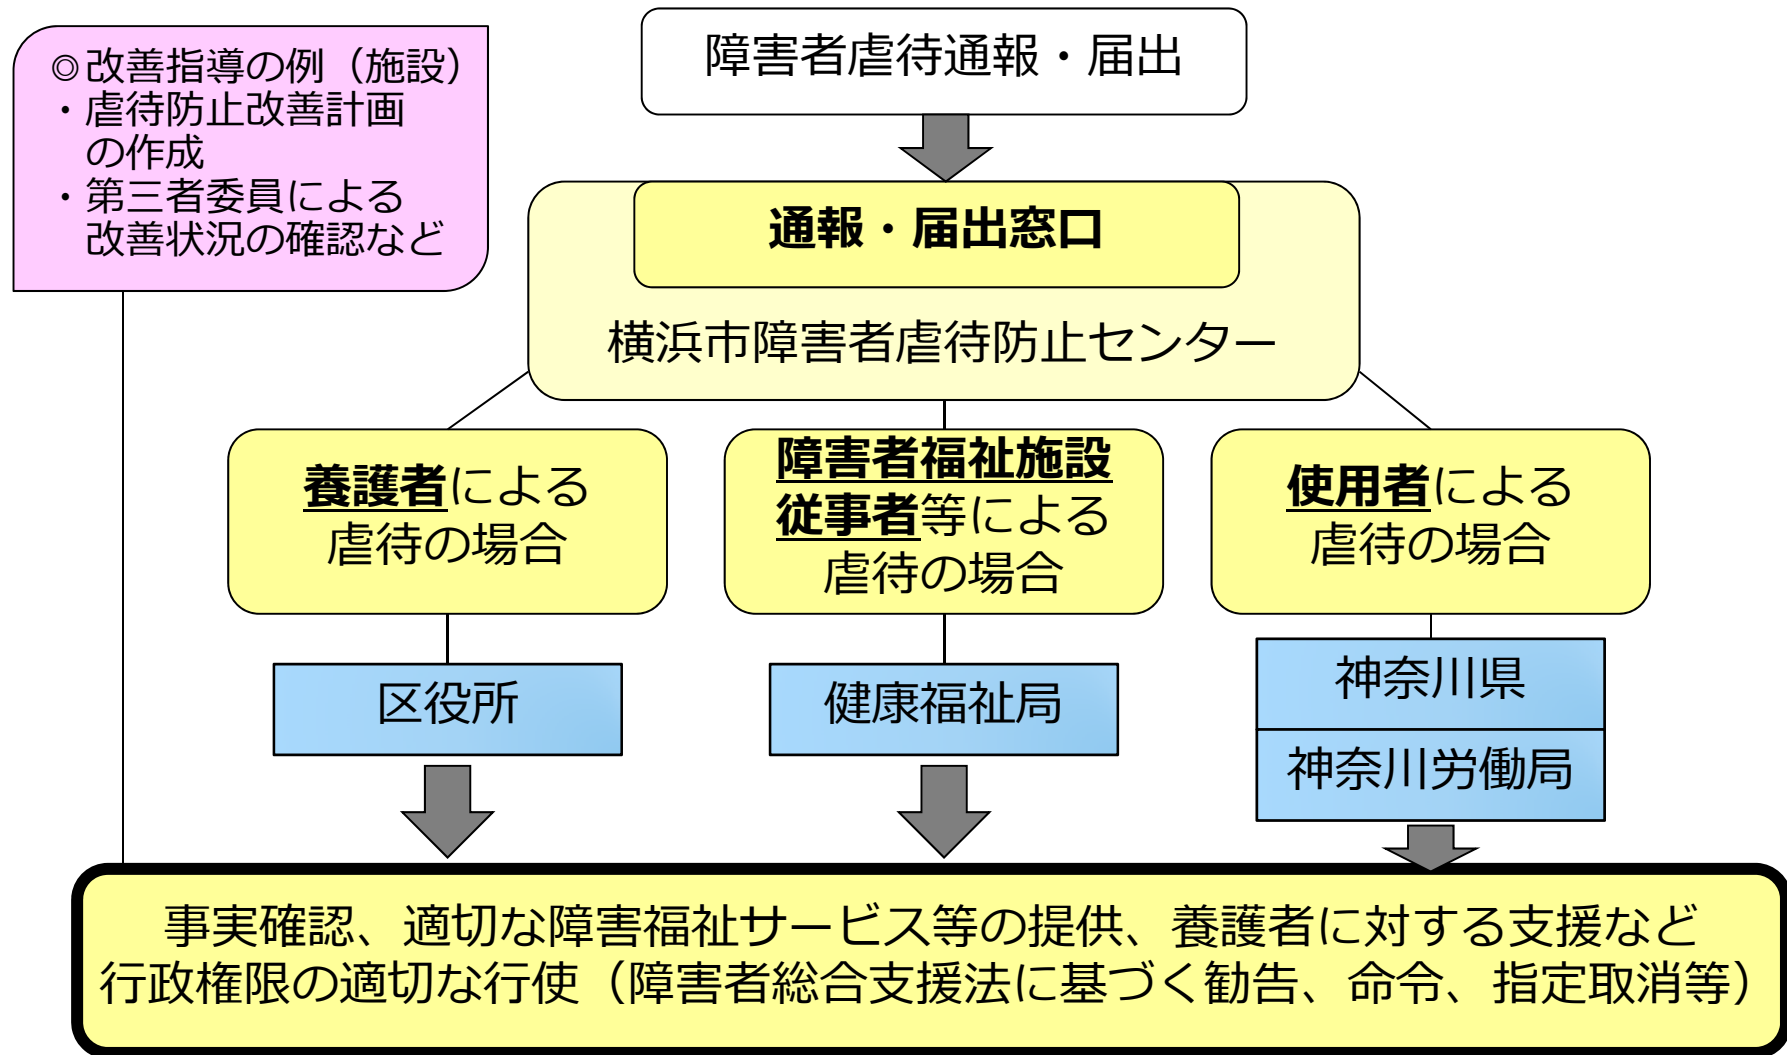 ◎改善指導の例（施設）
・虐待防止改善計画
の作成
・第三者委員による
改善状況の確認など
障害者虐待通報・届出
通報・届出窓口
横浜市障害者虐待防止センター
養護者による
虐待の場合
障害者福祉施設
従事者等による
虐待の場合
使用者による
虐待の場合
区役所
健康福祉局
神奈川県
神奈川労働局
事実確認、適切な障害福祉サービス等の提供、養護者に対する支援など
行政権限の適切な行使（障害者総合支援法に基づく勧告、命令、指定取消等）